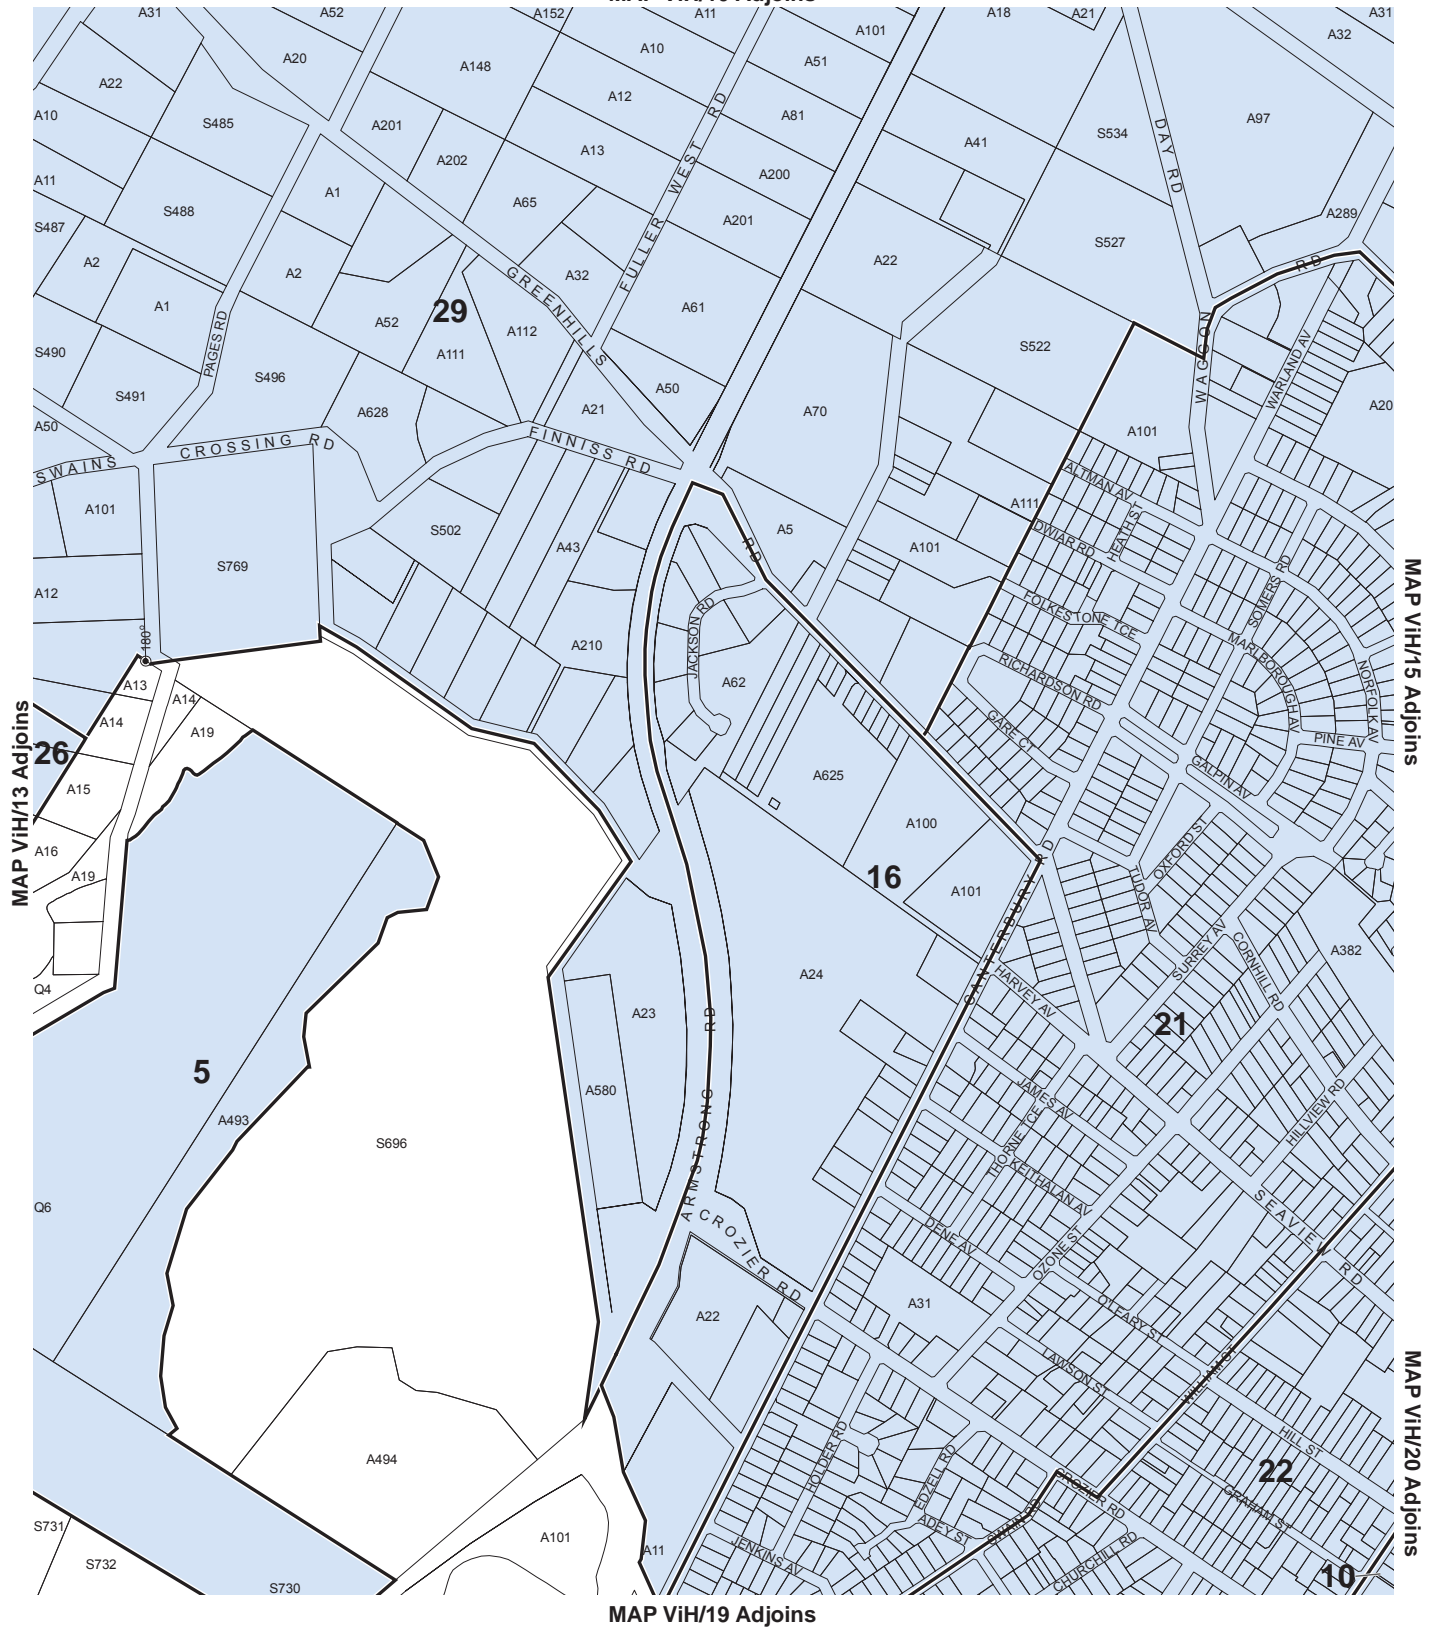 A31
A52
A152
A11
A18
A21
A31
A32
A101
A20
A10
A51
A148
A22
A12
A97
A10
S485
A201
A81
S534
DAY RD
A41
A202
A13
A200
A11
A1
A65
FULLER WEST RD
S488
A201
A289
S487
S527
A2
A2
A32
A22
RD
A1
GREENHILLS
A61
29
A52
A112
PAGES RD
WAGGON
S490
A111
S522
WARLAND AV
S496
A50
S491
A628
A21
A70
A20
A50
A101
CROSSING RD
FINNISS RD
SWAINS
ALTMAN AV
A101
A111
S502
A5
HEATH ST
DWIAR RD
A43
RD
A101
S769
SOMERS RD
A12
FOLKESTONE TCE
JACKSON RD
180°
A210
MARLBOROUGH AV
MAP ViH/15 Adjoins
RICHARDSON RD
NORFOLK AV
A13
A62
A14
A14
A19
GARE CT
PINE AV
26
MAP ViH/13 Adjoins
GALPIN AV
A625
A15
A100
OXFORD ST
A16
CANTERBURY RD
A19
16
A101
TUDOR AV
SURREY AV
CORNHILL RD
A382
A24
Q4
HARVEY AV
A23
21
ARMSTRONG RD
5
A580
JAMES AV
A493
HILLVIEW RD
S696
THORNE TCE
KEITHALAN AV
Q6
SEAVIEW RD
CROZIER RD
DENE AV
OZONE ST
A31
A22
O'LEARY ST
LAWSON ST
WILLIAM ST
MAP ViH/20 Adjoins
HOLDER RD
HILL ST
A494
EDZELL RD
22
CROZIER RD
GRAHAM ST
S731
A101
ADEY ST
SWAIN RD
A11
JENKINS AV
CHURCHILL RD
S732
S730
10
MAP ViH/19 Adjoins